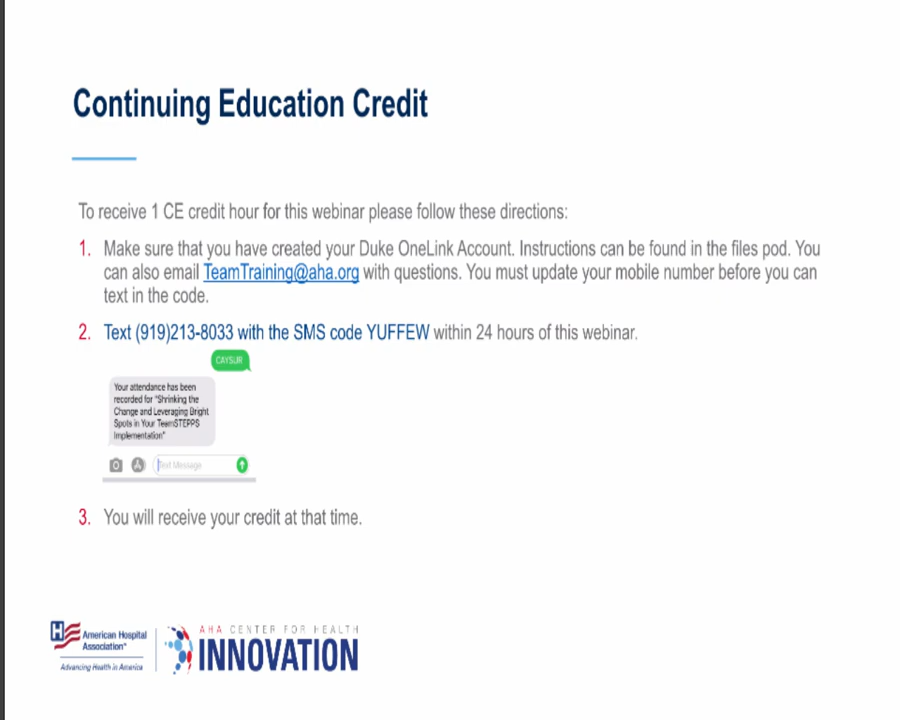 Continuing Education Credit
To receive 1 CE credit hour for this webinar please follow these directions:
1. Make sure that you have created your Duke OneLink Account. Instructions can be found in the files pod. You
can also email TeamTraining@aha.org with questions. You must update your mobile number before you can
text in the code.
2. Text (919)213-8033 with the SMS code YUFFEW within 24 hours of this webinar.
CAYSUR
Your attendance has been
recorded for "Shrinking the
Change and Leveraging Bright
Spots in Your TeamSTEPPS
Implementation"
Text Message
3. You will receive your credit at that time.
American Hospital
Association
Advancing Health in America
AHA CENTER FOR HEALTH
INNOVATION